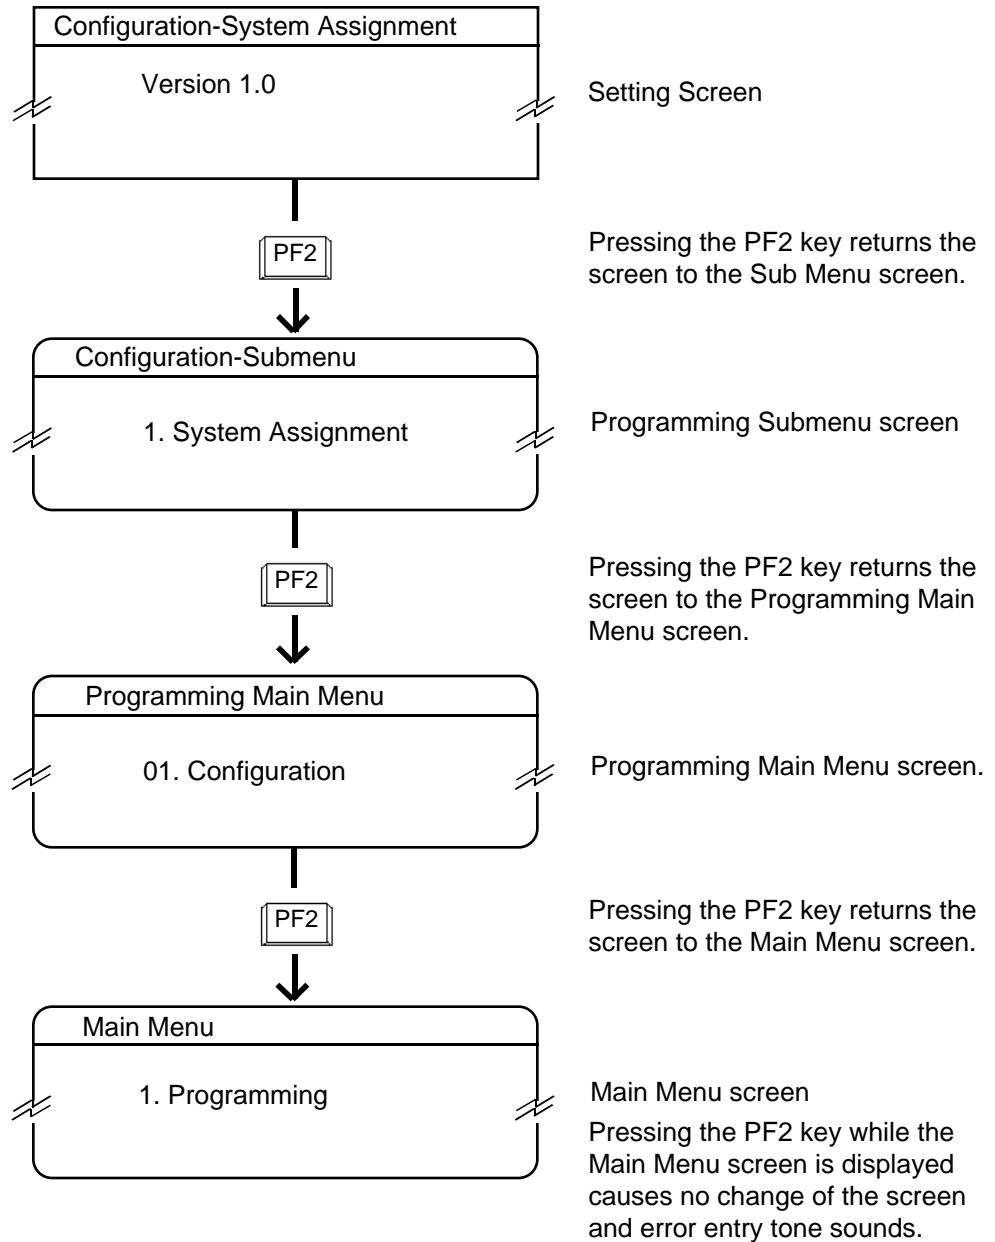 Configuration-System Assignment
Version 1.0
Setting Screen
PF2
Pressing the PF2 key returns the
screen to the Sub Menu screen.
Configuration-Submenu
1. System Assignment
Programming Submenu screen
PF2
Pressing the PF2 key returns the
screen to the Programming Main
Menu screen.
Programming Main Menu
01. Configuration
Programming Main Menu screen.
PF2
Pressing the PF2 key returns the
screen to the Main Menu screen.
Main Menu
1. Programming
Main Menu screen
Pressing the PF2 key while the
Main Menu screen is displayed
causes no change of the screen
and error entry tone sounds.